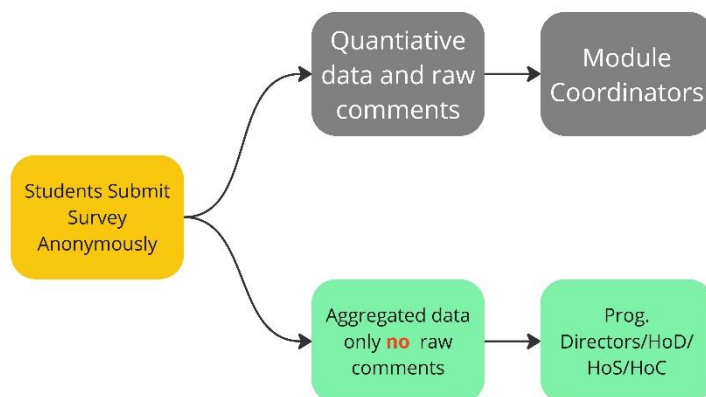 Quantiative
data and raw
comments
Module
Coordinators
Students Submit
Survey
Anonymously
Aggregated data
only no raw
comments
Prog.
Directors/HoD/
HoS/HoC